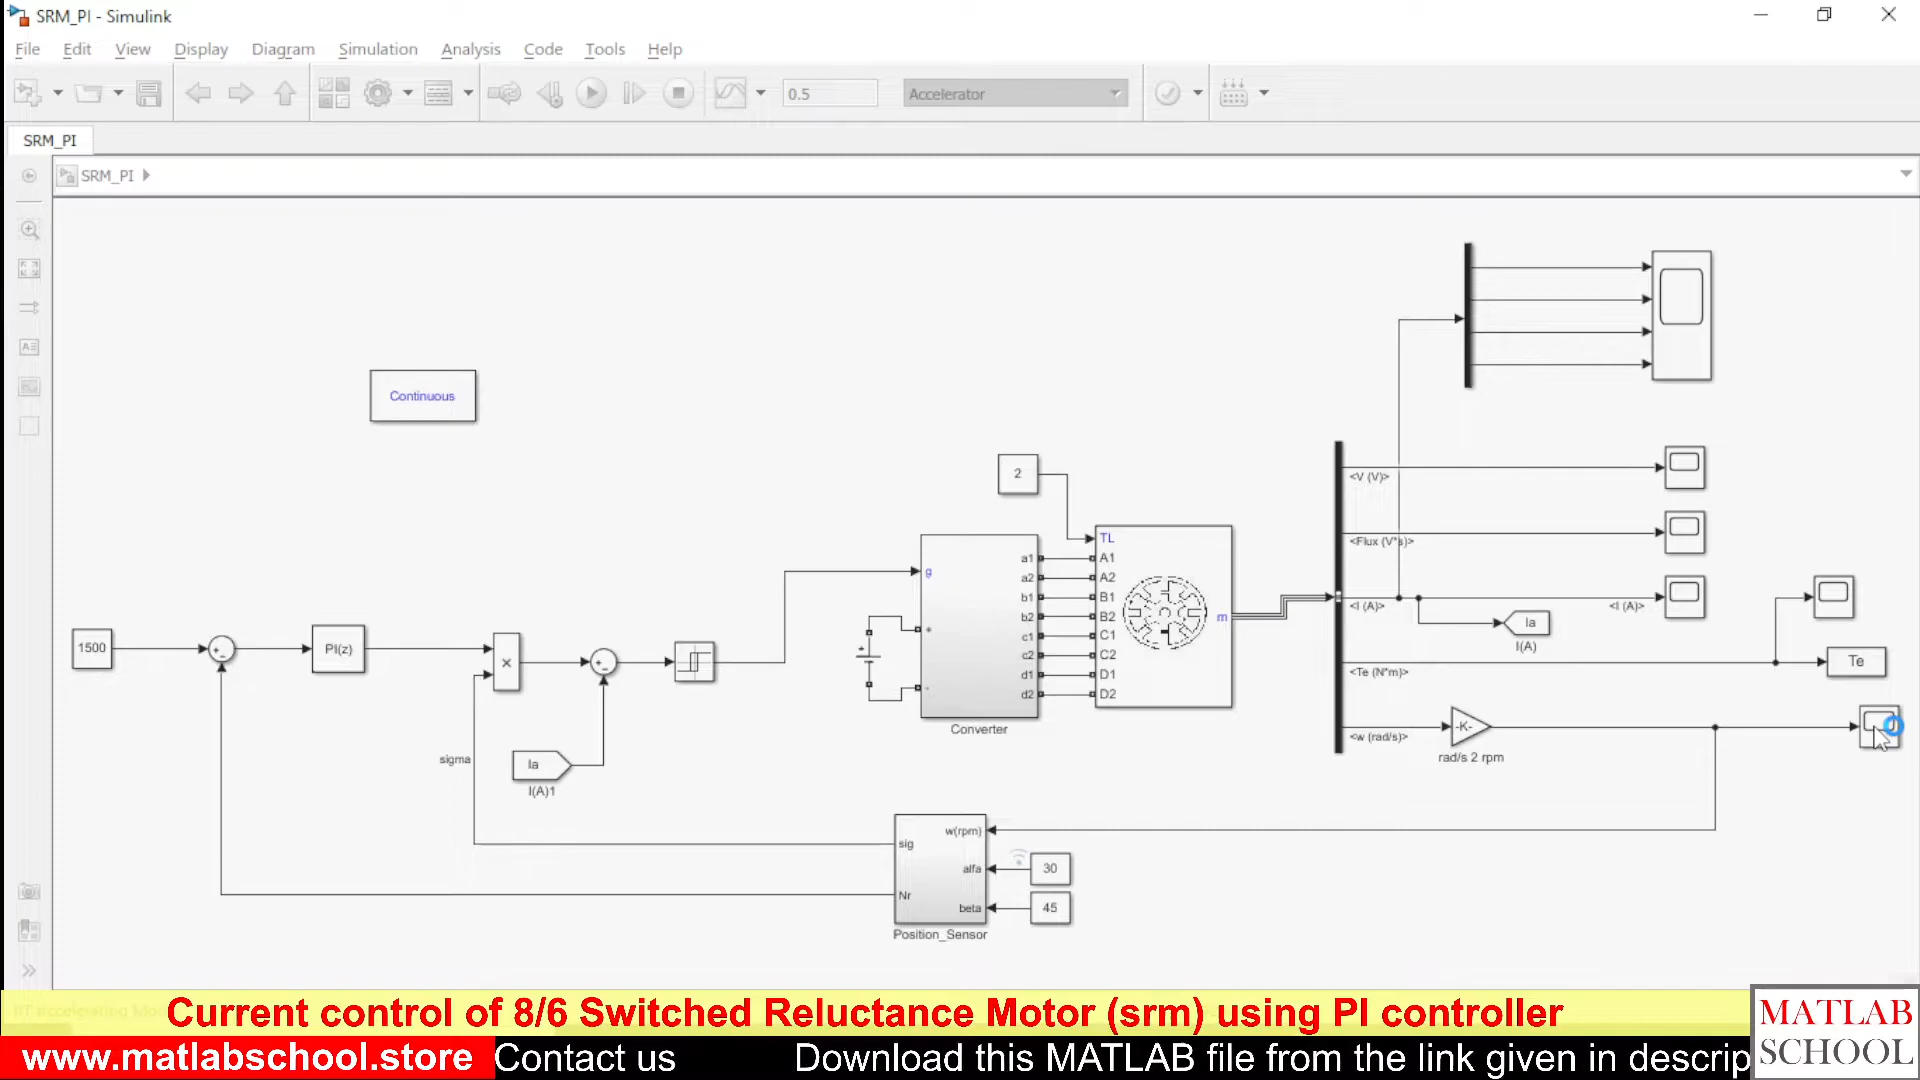 SRM_PI - Simulink
File Edit View Display Diagram Simulation Analysis Code Tools Help
0.5 Accelerator
SRM_PI
SRM_PI
Continuous
2
<V (V)>
<Flux (V*s)>
<I (A)>
<I (A)>
Ia
I(A)
Te
<Te (N*m)>
<w (rad/s)>
-K-
rad/s 2 rpm
TL
A1
A2
B1
B2
C1
C2
D1
D2
m
g
+
-
a1
a2
b1
b2
c1
c2
d1
d2
Converter
1500
PI(z)
×
sigma
Ia
I(A)1
w(rpm)
sig
alfa
30
Nr
beta
45
Position_Sensor
Current control of 8/6 Switched Reluctance Motor (srm) using PI controller
www.matlabschool.store Contact us Download this MATLAB file from the link given in descrip
MATLAB
SCHOOL